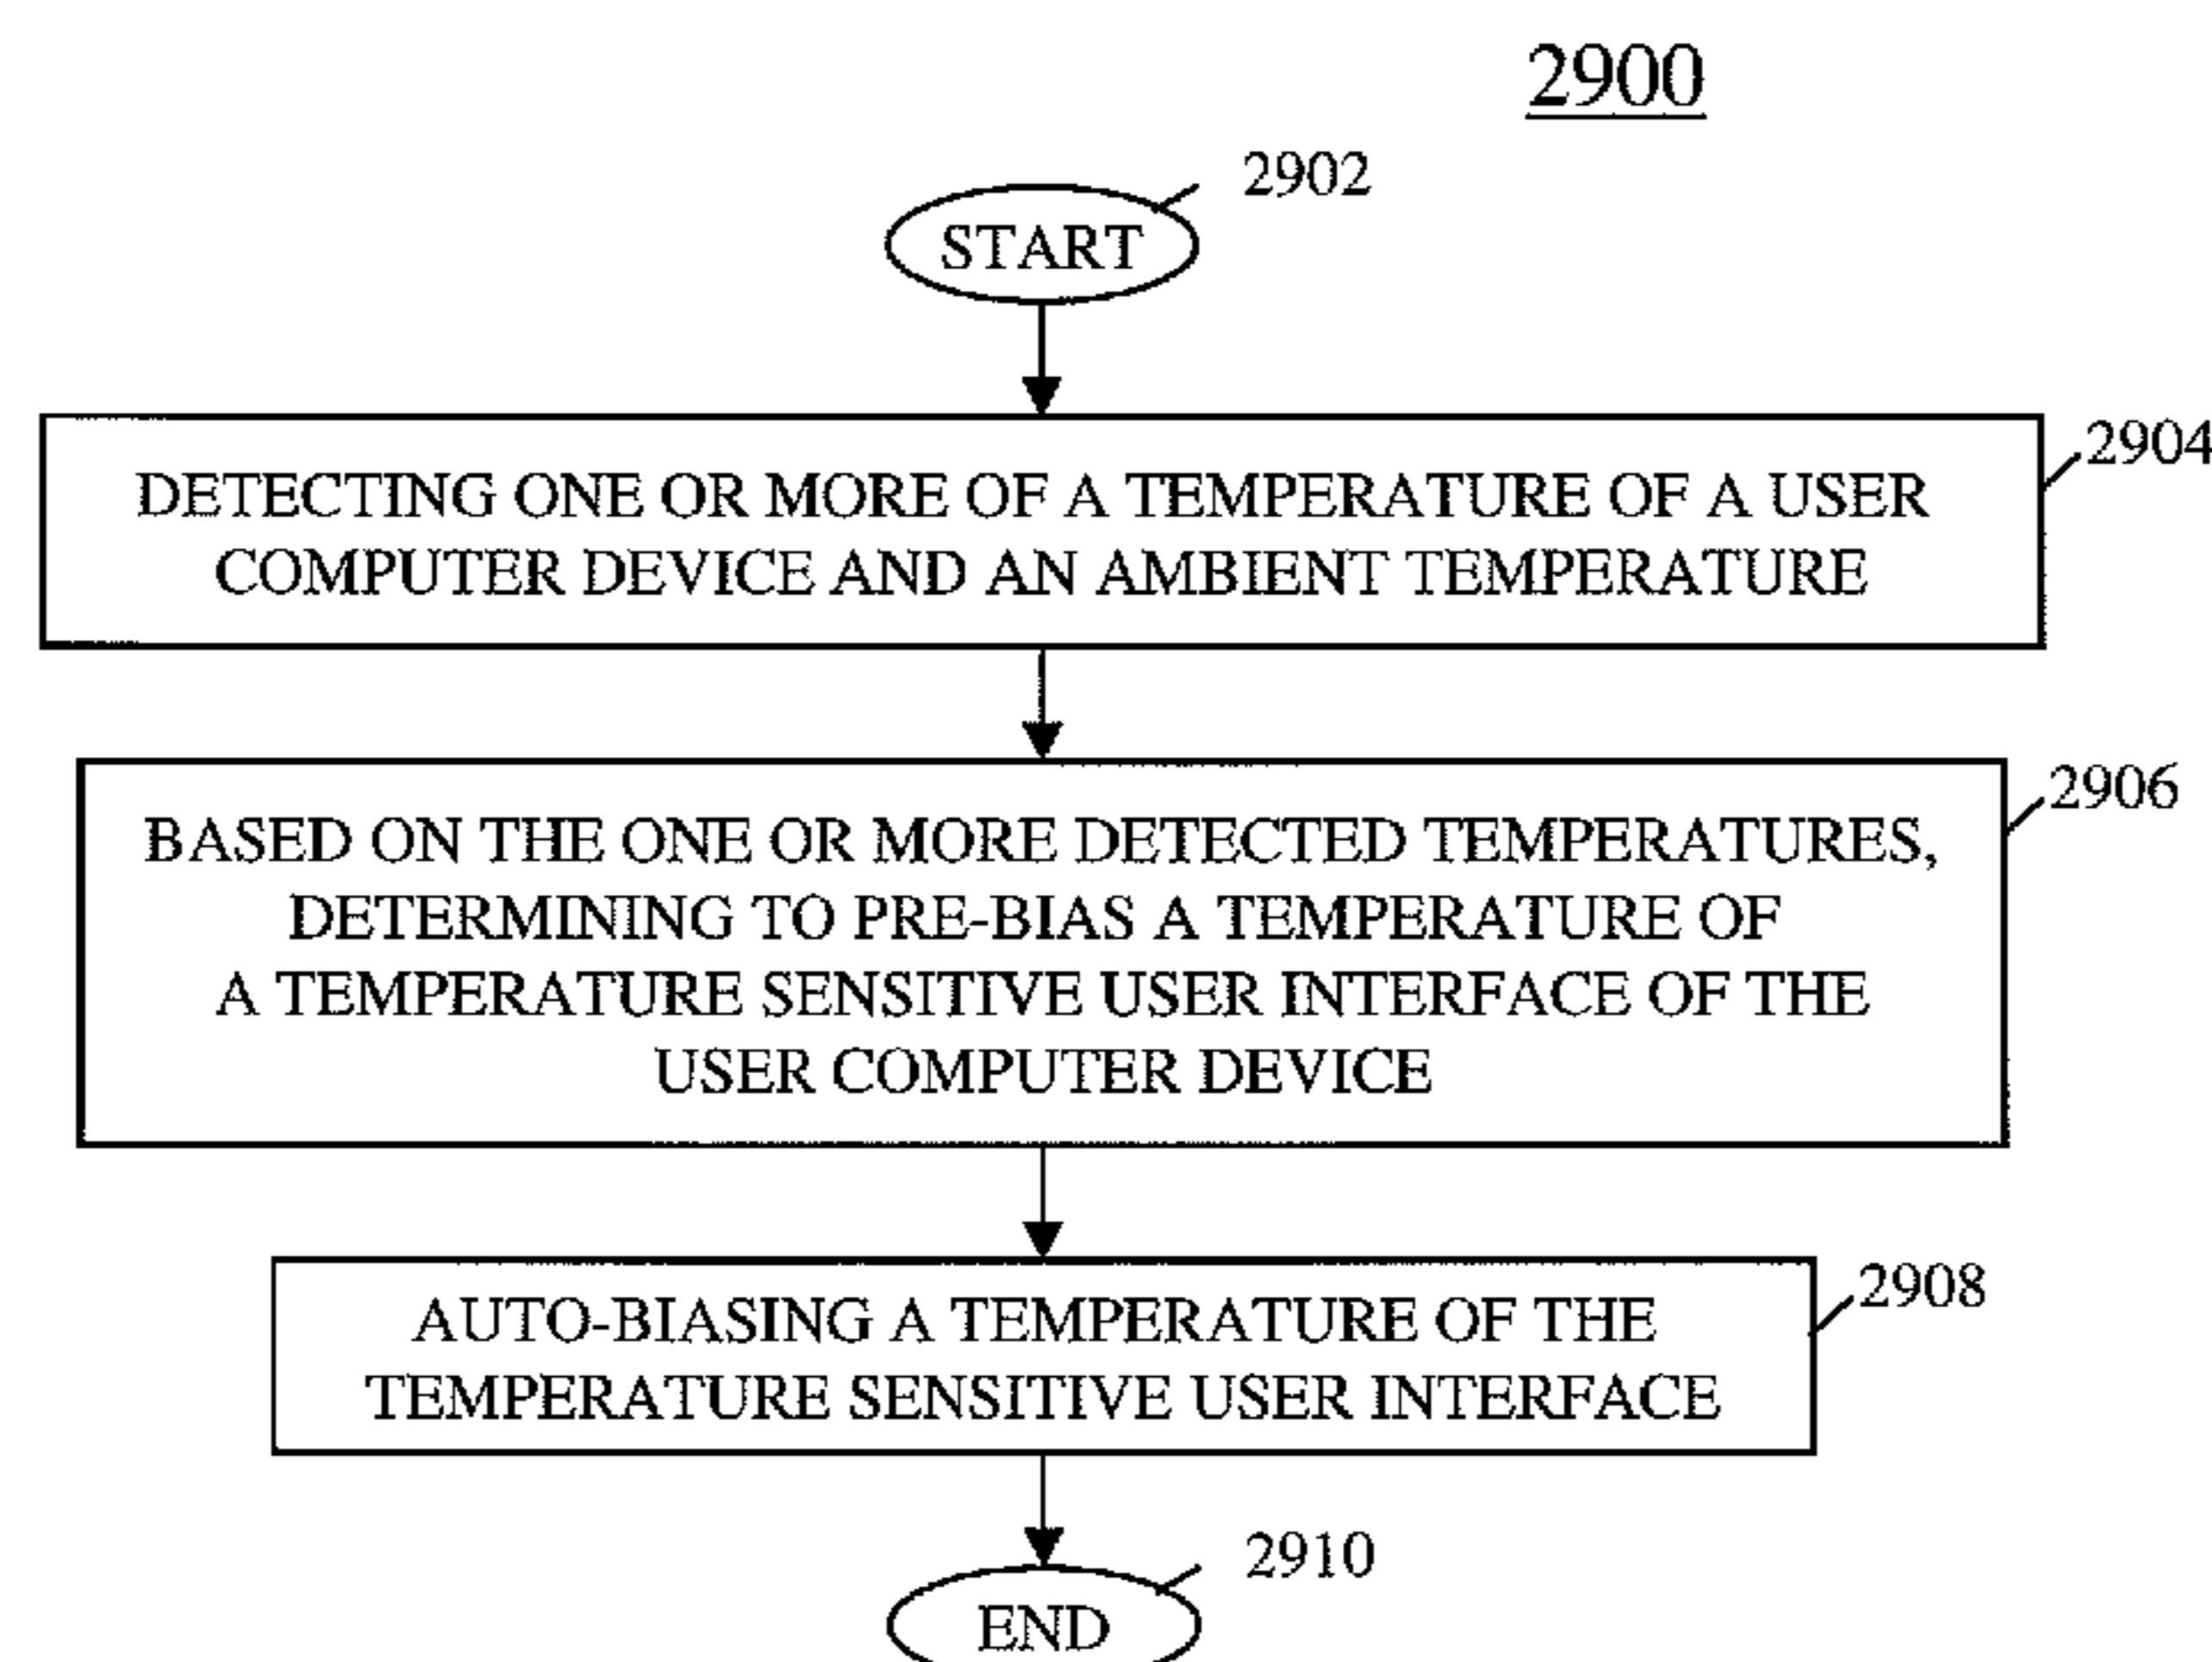 2900
2902
START
2904
DETECTING ONE OR MORE OF A TEMPERATURE OF A USER
COMPUTER DEVICE AND AN AMBIENT TEMPERATURE
2906
BASED ON THE ONE OR MORE DETECTED TEMPERATURES,
DETERMINING TO PRE-BIAS A TEMPERATURE OF
A TEMPERATURE SENSITIVE USER INTERFACE OF THE
USER COMPUTER DEVICE
2908
AUTO-BIASING A TEMPERATURE OF THE
TEMPERATURE SENSITIVE USER INTERFACE
2910
END